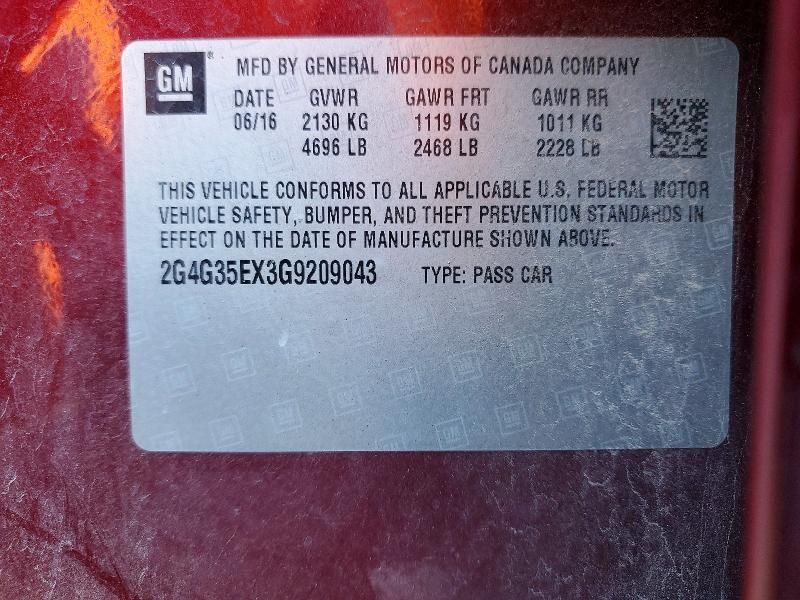 GM® MFD BY GENERAL MOTORS OF CANADA COMPANY
DATE GVWR GAWR FRT GAWR RR
06/16 2130 KG 1119 KG 1011 KG
4696 LB 2468 LB 2228 LB
THIS VEHICLE CONFORMS TO ALL APPLICABLE U.S. FEDERAL MOTOR
VEHICLE SAFETY, BUMPER, AND THEFT PREVENTION STANDARDS IN
EFFECT ON THE DATE OF MANUFACTURE SHOWN ABOVE.
2G4G35EX3G9209043 TYPE: PASS CAR